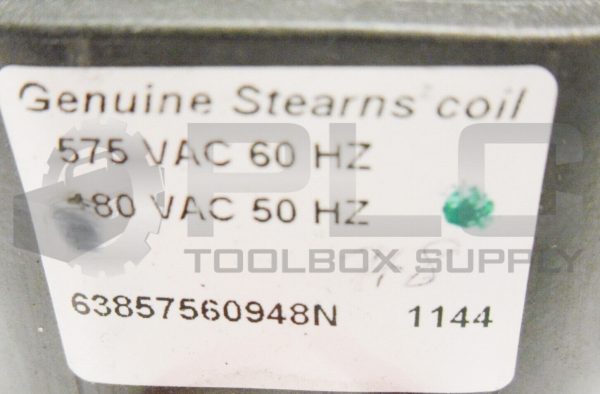 Genuine Stearns coil
575 VAC 60 HZ
480 VAC 50 HZ
PLC
TOOLBOX SUPPLY
63857560948N 1144